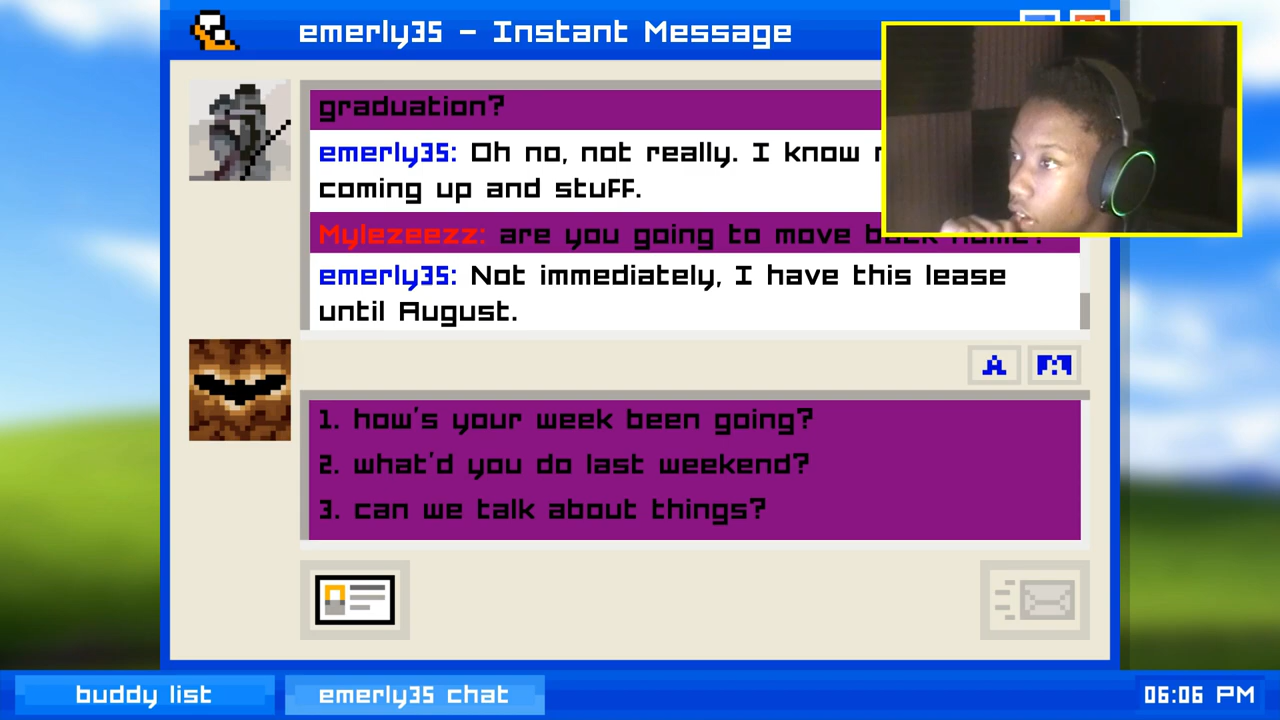 emerly35 - Instant Message
graduation?
emerly35: Oh no, not really. I know
coming up and stuff.
Mylezeezz: are you going to move back home?
emerly35: Not immediately, I have this lease
until August.
A
1. how's your week been going?
2. what'd you do last weekend?
3. can we talk about things?
buddy list
emerly35 chat
06:06 PM